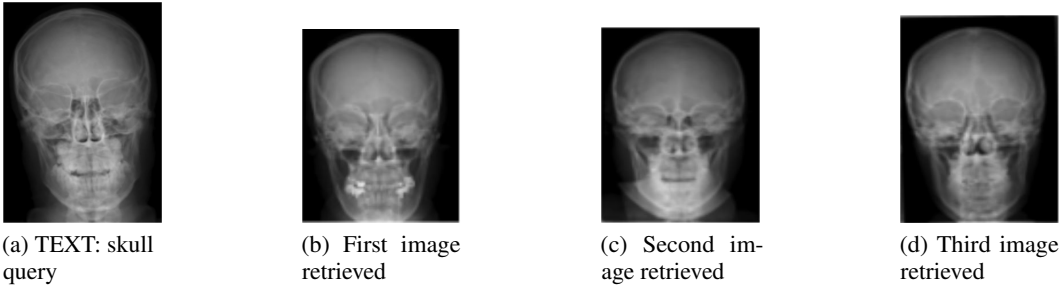 (a) TEXT: skull
query
(b) First image
retrieved
(c) Second im-
age retrieved
(d) Third image
retrieved